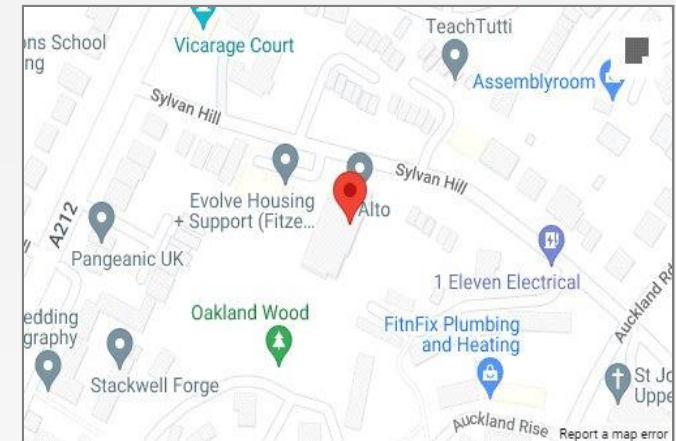 TeachTutti
ons School
ng
Vicarage Court
Assemblyroom
Sylvan Hill
Sylvan Hill
Evolve Housing
+ Support (Fitze...
Alto
A212
Pangeanic UK
1 Eleven Electrical
Auckland Rd
Oakland Wood
edding
graphy
FitnFix Plumbing
and Heating
Stackwell Forge
St Jo
Uppe
Auckland Rise
Report a map error